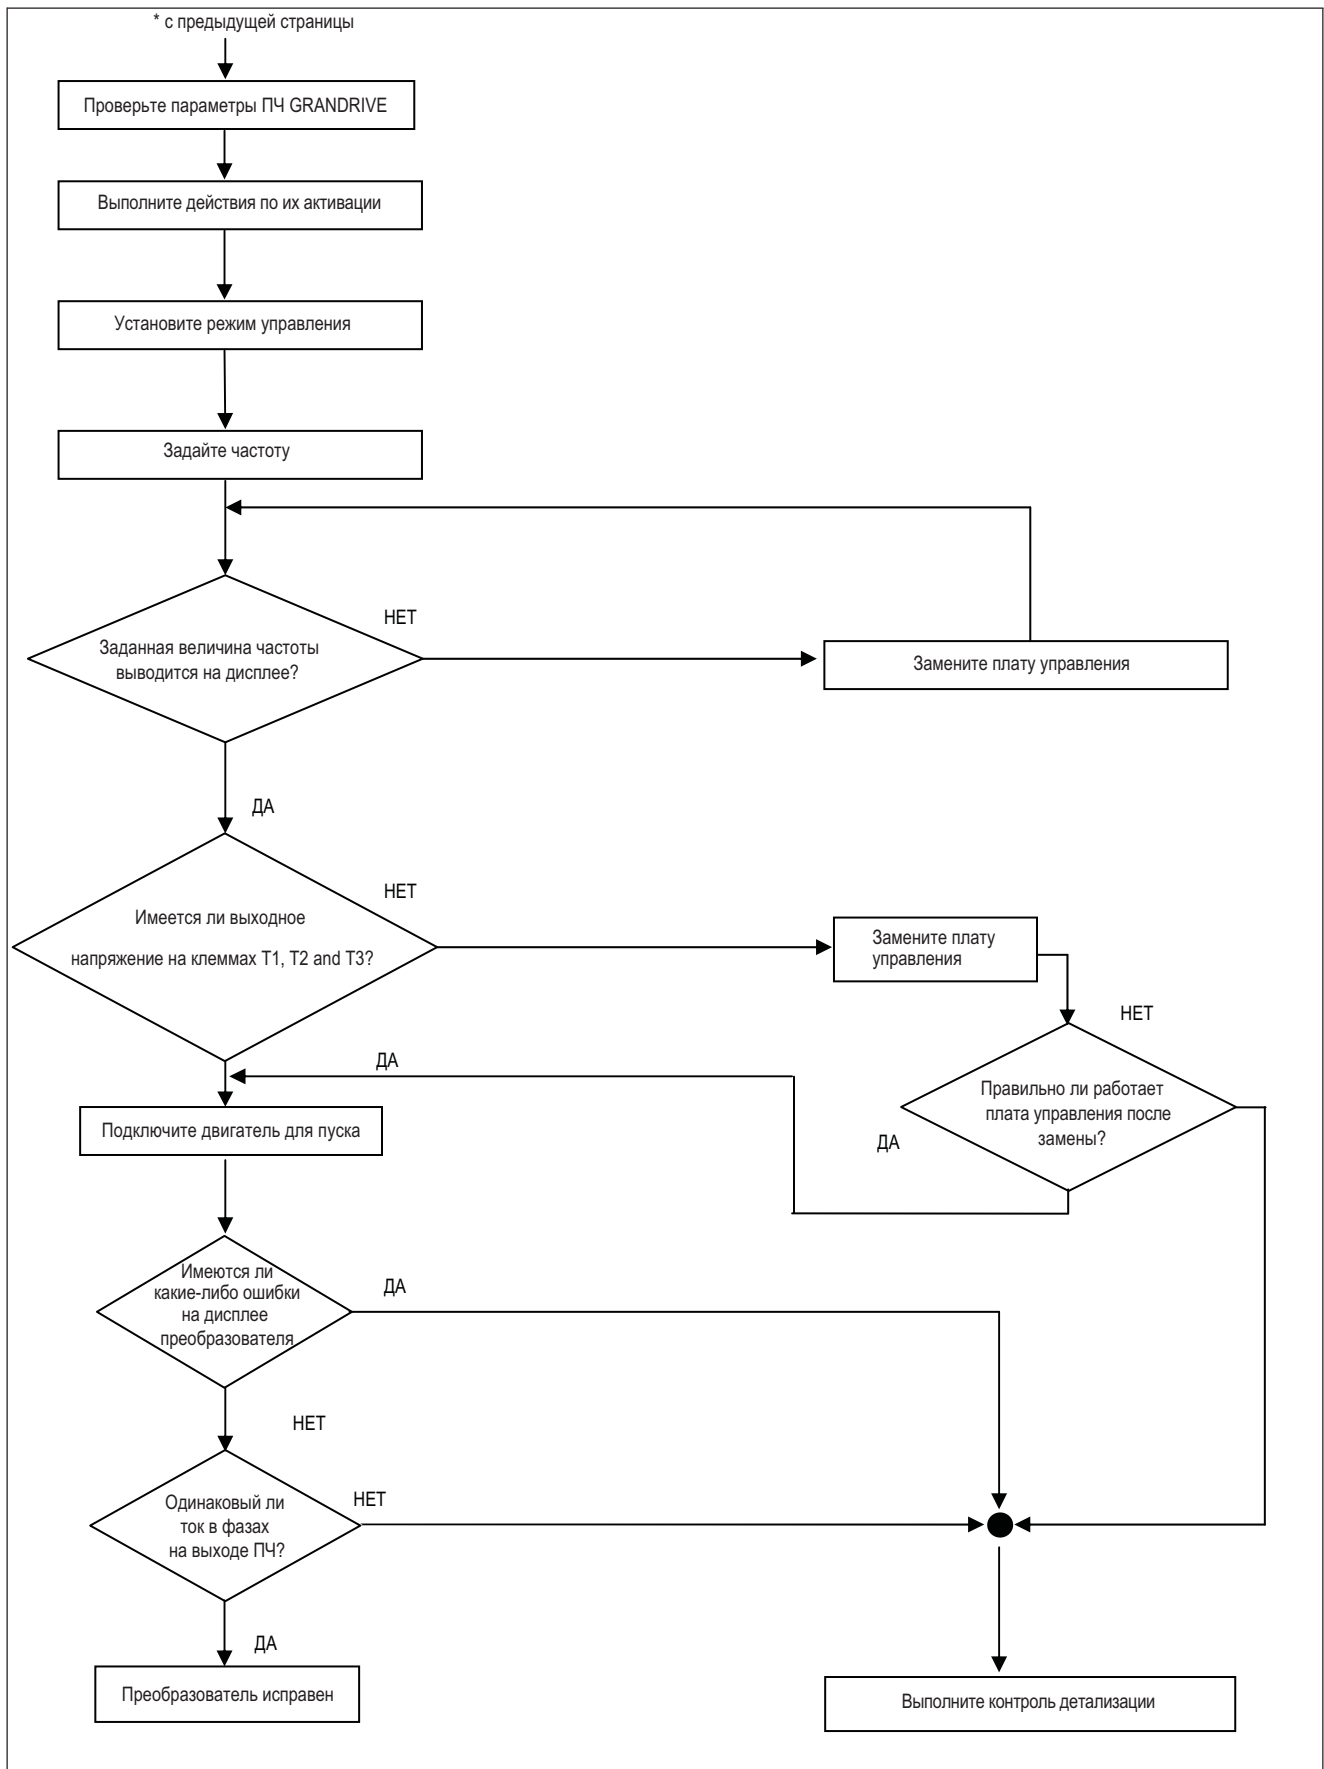 * с предыдущей страницы
Проверьте параметры ПЧ GRANDRIVE
Выполните действия по их активации
Установите режим управления
Задайте частоту
НЕТ
Заданная величина частоты
выводится на дисплее?
Замените плату управления
ДА
НЕТ
Имеется ли выходное
напряжение на клеммах T1, T2 and T3?
Замените плату
управления
НЕТ
ДА
Правильно ли работает
плата управления после
замены?
ДА
Подключите двигатель для пуска
Имеются ли
какие-либо ошибки
на дисплее
преобразователя
ДА
НЕТ
Одинаковый ли
ток в фазах
на выходе ПЧ?
НЕТ
ДА
Преобразователь исправен
Выполните контроль детализации